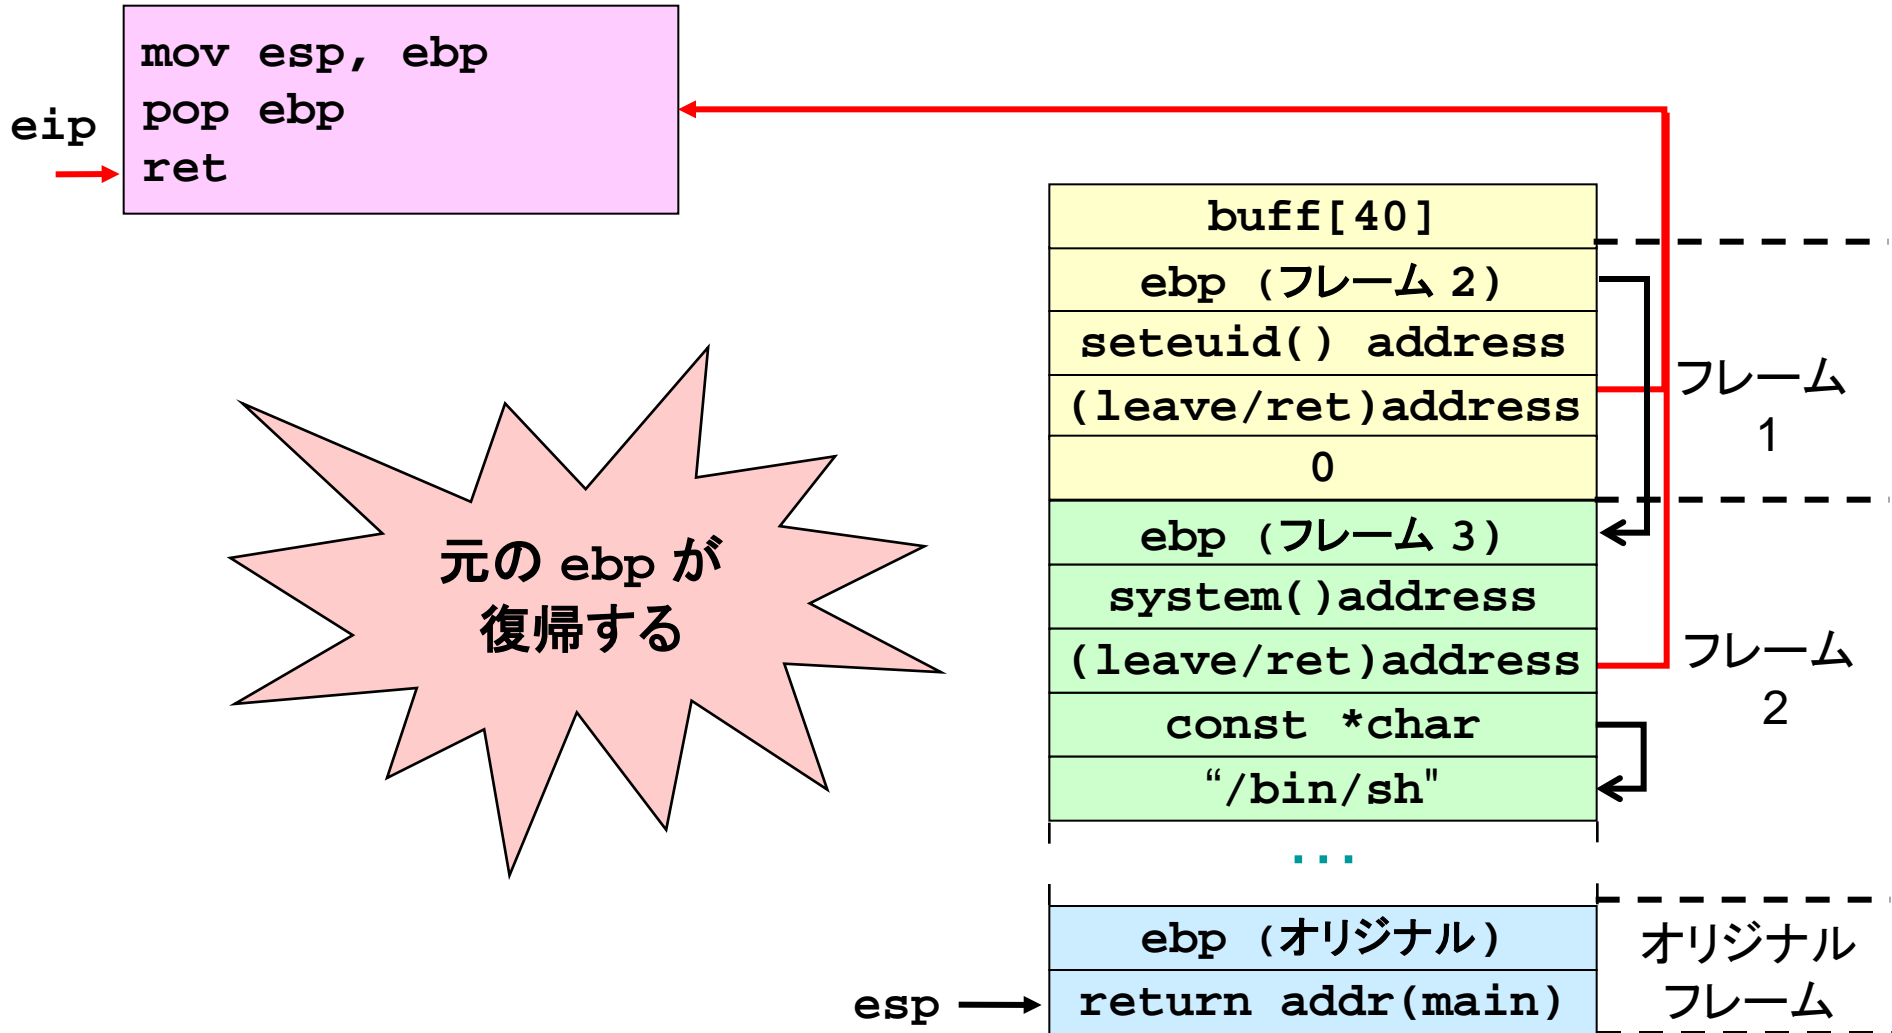 mov esp, ebp
pop ebp
ret
eip
buff[40]
ebp (フレーム 2)
seteuid() address
(leave/ret)address
0
フレーム
1
ebp (フレーム 3)
system()address
(leave/ret)address
const *char
“/bin/sh"
フレーム
2
元の ebp が
復帰する
...
ebp (オリジナル)
return addr(main)
オリジナル
フレーム
esp